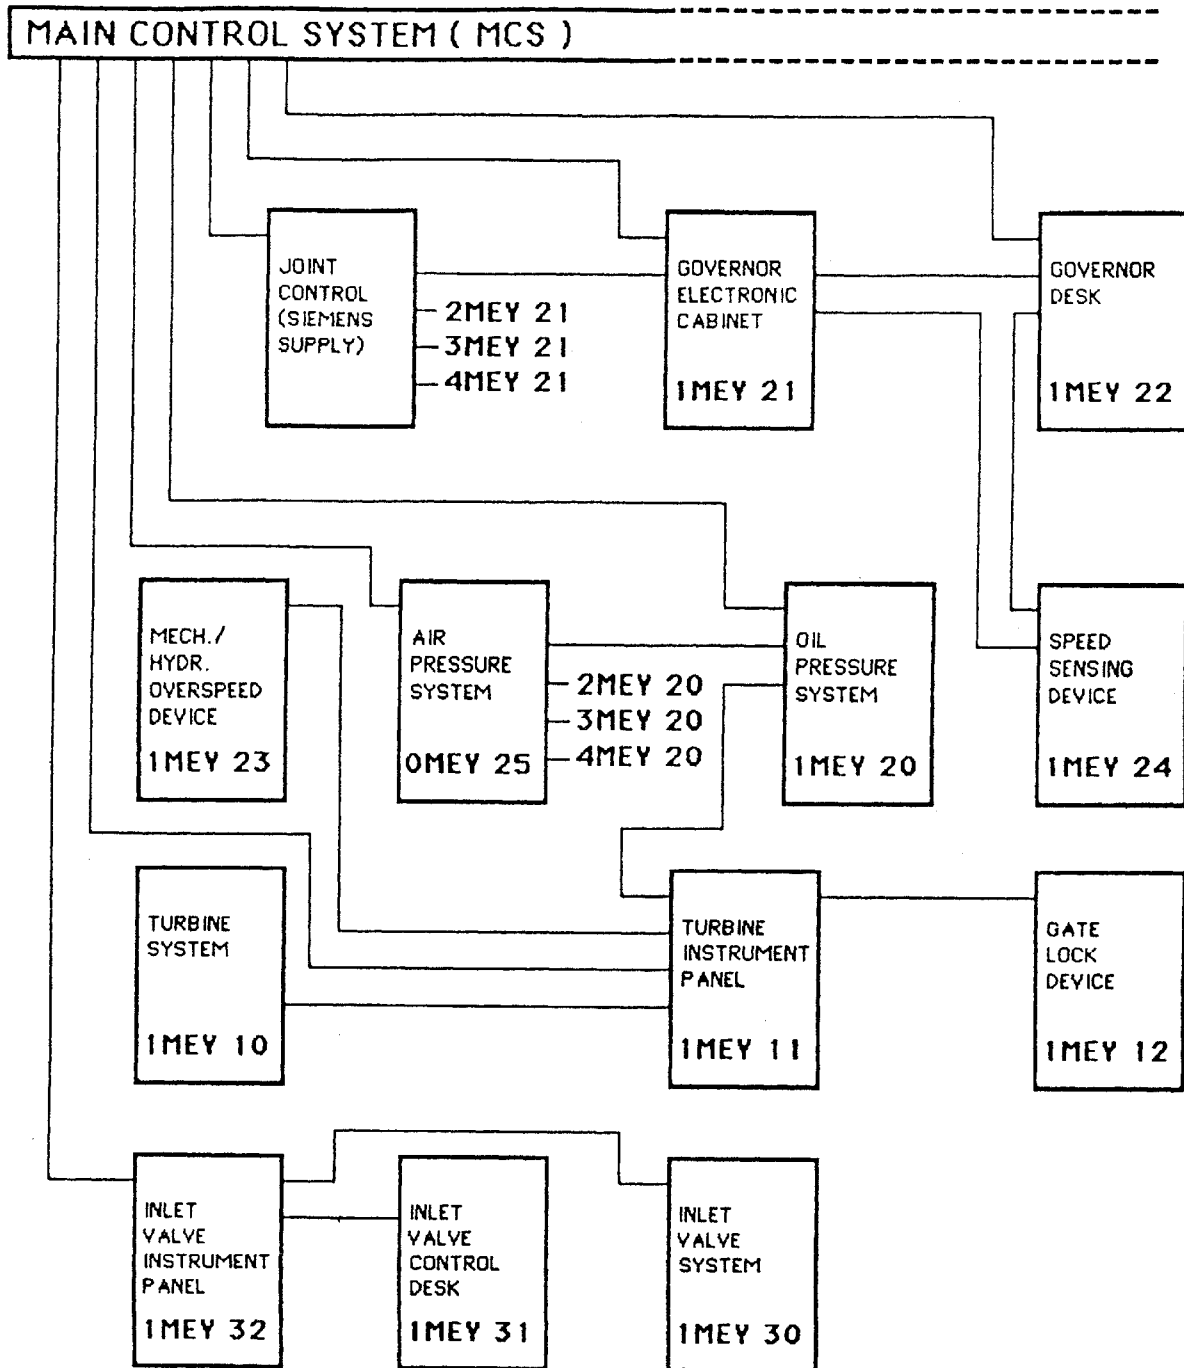 MAIN CONTROL SYSTEM ( MCS )
JOINT
CONTROL
(SIEMENS
SUPPLY)
2MEY 21
3MEY 21
4MEY 21
GOVERNOR
ELECTRONIC
CABINET
1MEY 21
GOVERNOR
DESK
1MEY 22
MECH./
HYDR.
OVERSPEED
DEVICE
1MEY 23
AIR
PRESSURE
SYSTEM
0MEY 25
2MEY 20
3MEY 20
4MEY 20
OIL
PRESSURE
SYSTEM
1MEY 20
SPEED
SENSING
DEVICE
1MEY 24
TURBINE
SYSTEM
1MEY 10
TURBINE
INSTRUMENT
PANEL
1MEY 11
GATE
LOCK
DEVICE
1MEY 12
INLET
VALVE
INSTRUMENT
PANEL
1MEY 32
INLET
VALVE
CONTROL
DESK
1MEY 31
INLET
VALVE
SYSTEM
1MEY 30